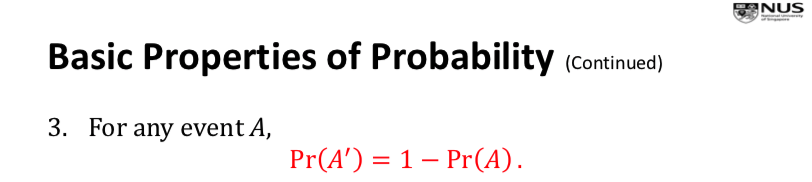 NUS
National University
of Singapore
Basic Properties of Probability (Continued)
3. For any event A,
Pr(A′) = 1 − Pr(A).